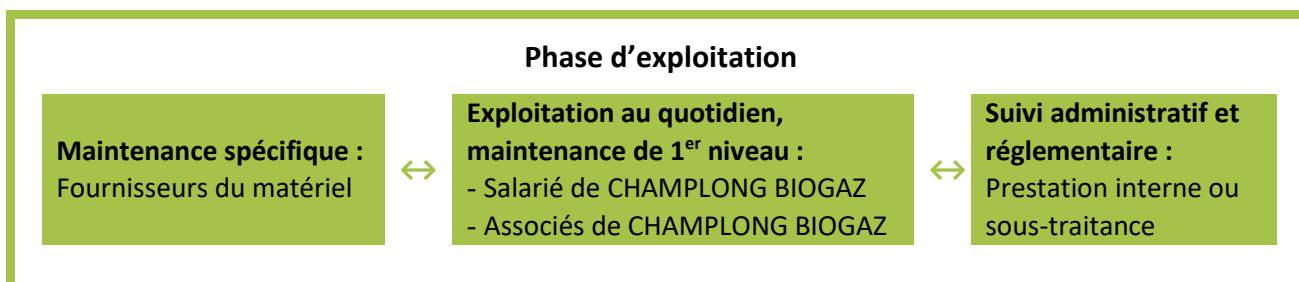 Phase d’exploitation
Maintenance spécifique :
Fournisseurs du matériel
↔
Exploitation au quotidien,
maintenance de 1er niveau :
- Salarié de CHAMPLONG BIOGAZ
- Associés de CHAMPLONG BIOGAZ
↔
Suivi administratif et
réglementaire :
Prestation interne ou
sous-traitance